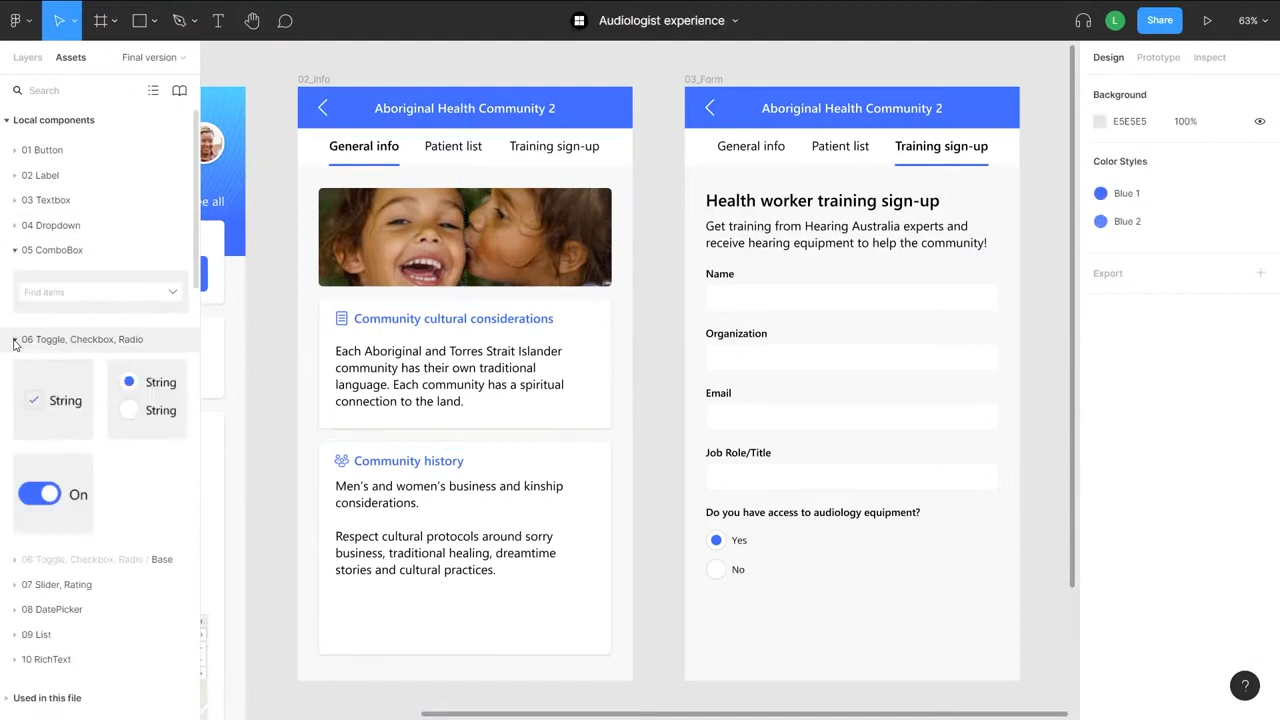 Audiologist experience
L
Share
63%
Layers
Assets
Final version
Search
Local components
01 Button
02 Label
03 Textbox
04 Dropdown
05 ComboBox
Find items
06 Toggle, Checkbox, Radio
String
String
String
On
06 Toggle, Checkbox, Radio / Base
07 Slider, Rating
08 DatePicker
09 List
10 RichText
Used in this file
ee all
02_Info
Aboriginal Health Community 2
General info
Patient list
Training sign-up
Community cultural considerations
Each Aboriginal and Torres Strait Islander
community has their own traditional
language. Each community has a spiritual
connection to the land.
Community history
Men's and women's business and kinship
considerations.
Respect cultural protocols around sorry
business, traditional healing, dreamtime
stories and cultural practices.
03_Form
Aboriginal Health Community 2
General info
Patient list
Training sign-up
Health worker training sign-up
Get training from Hearing Australia experts and
receive hearing equipment to help the community!
Name
Organization
Email
Job Role/Title
Do you have access to audiology equipment?
Yes
No
Design
Prototype
Inspect
Background
E5E5E5
100%
Color Styles
Blue 1
Blue 2
Export
?